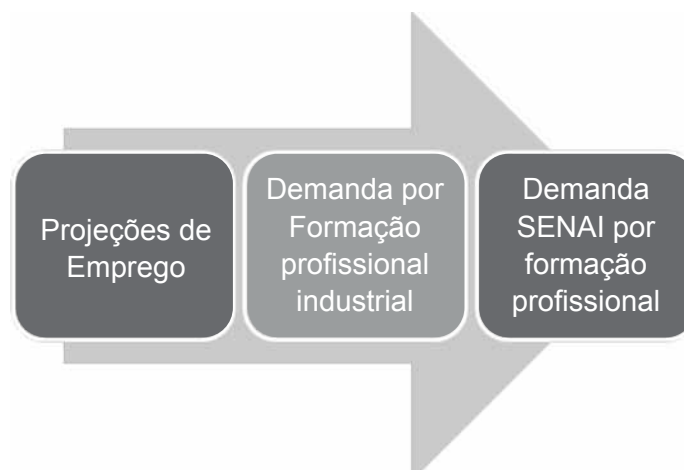 Projeções de
Emprego
Demanda por
Formação
profissional
industrial
Demanda
SENAI por
formação
profissional